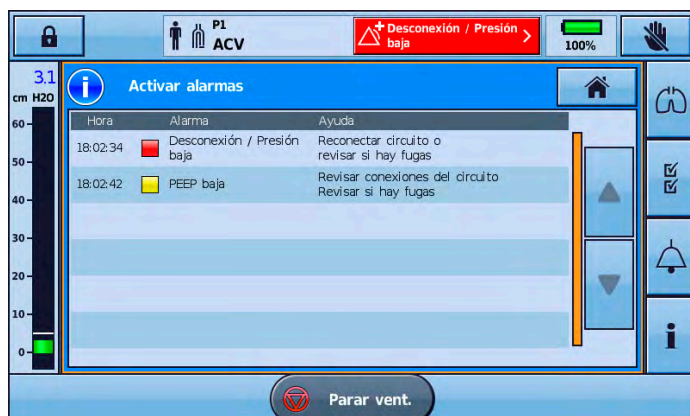 P1
ACV
Desconexión / Presión
baja
100%
3.1
cm H2O
Activar alarmas
Hora Alarma Ayuda
18:02:34 Desconexión / Presión baja Reconectar circuito o revisar si hay fugas
18:02:42 PEEP baja Revisar conexiones del circuito Revisar si hay fugas
60
50
40
30
20
10
0
Parar vent.